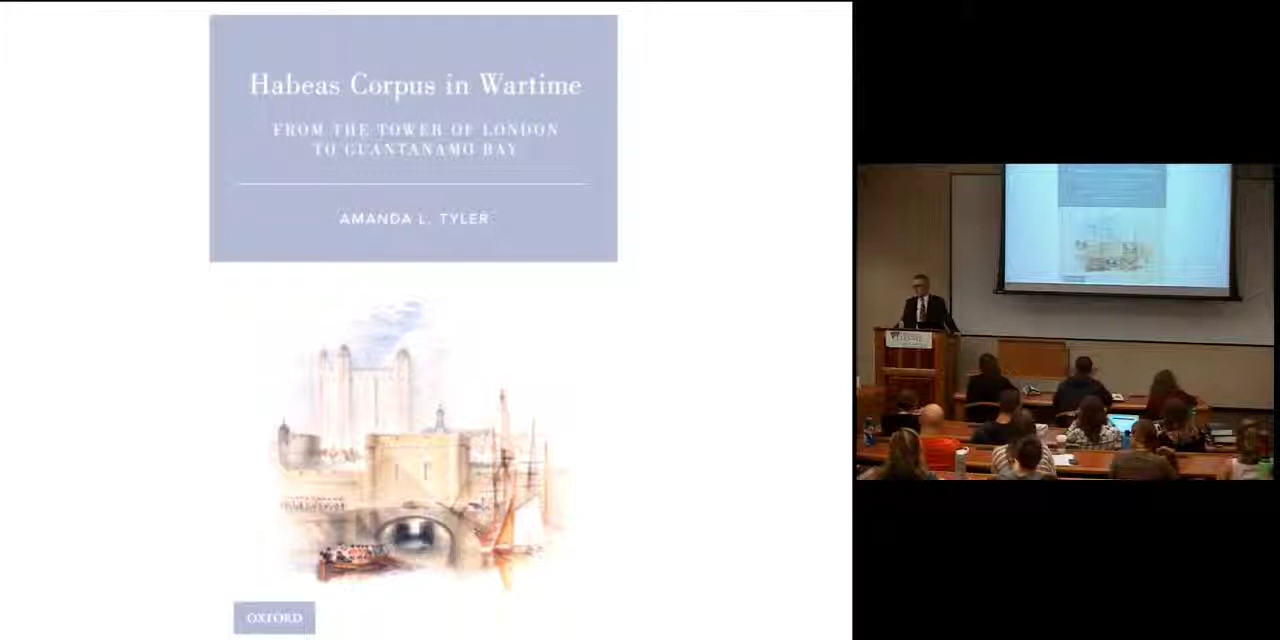 Habeas Corpus in Wartime
FROM THE TOWER OF LONDON
TO GUANTANAMO BAY
AMANDA L. TYLER
OXFORD